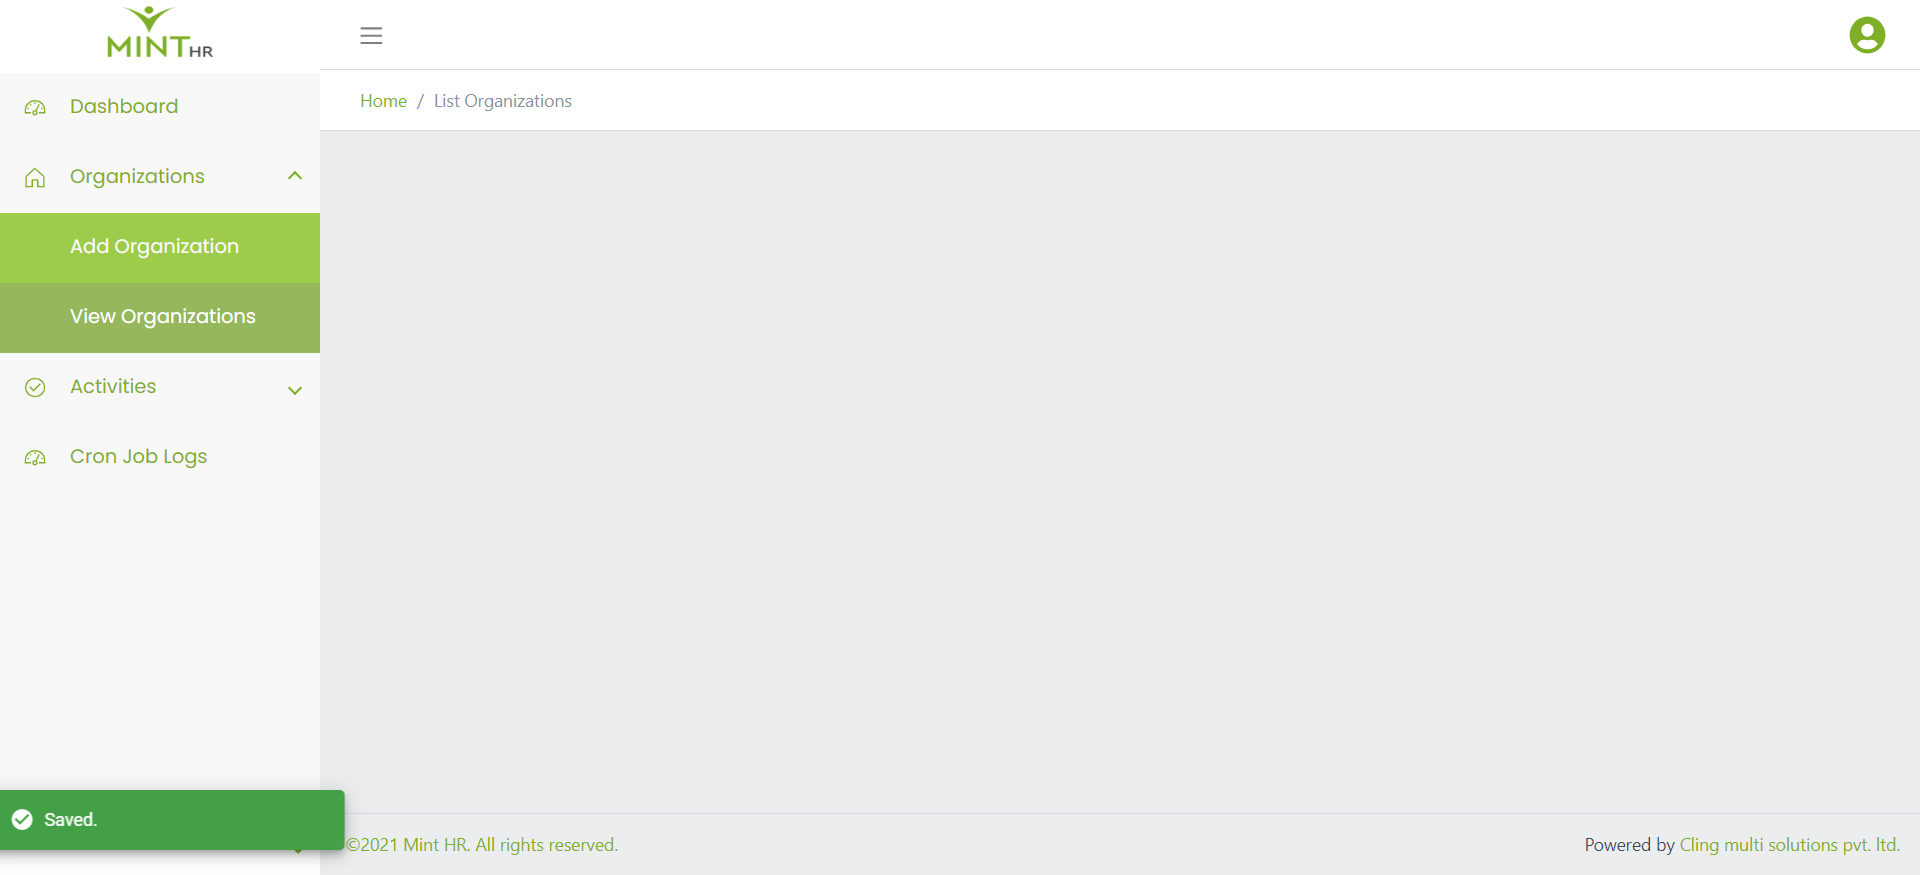 MINT HR
Home / List Organizations
Dashboard
Organizations
Add Organization
View Organizations
Activities
Cron Job Logs
Saved.
©2021 Mint HR. All rights reserved.
Powered by Cling multi solutions pvt. ltd.